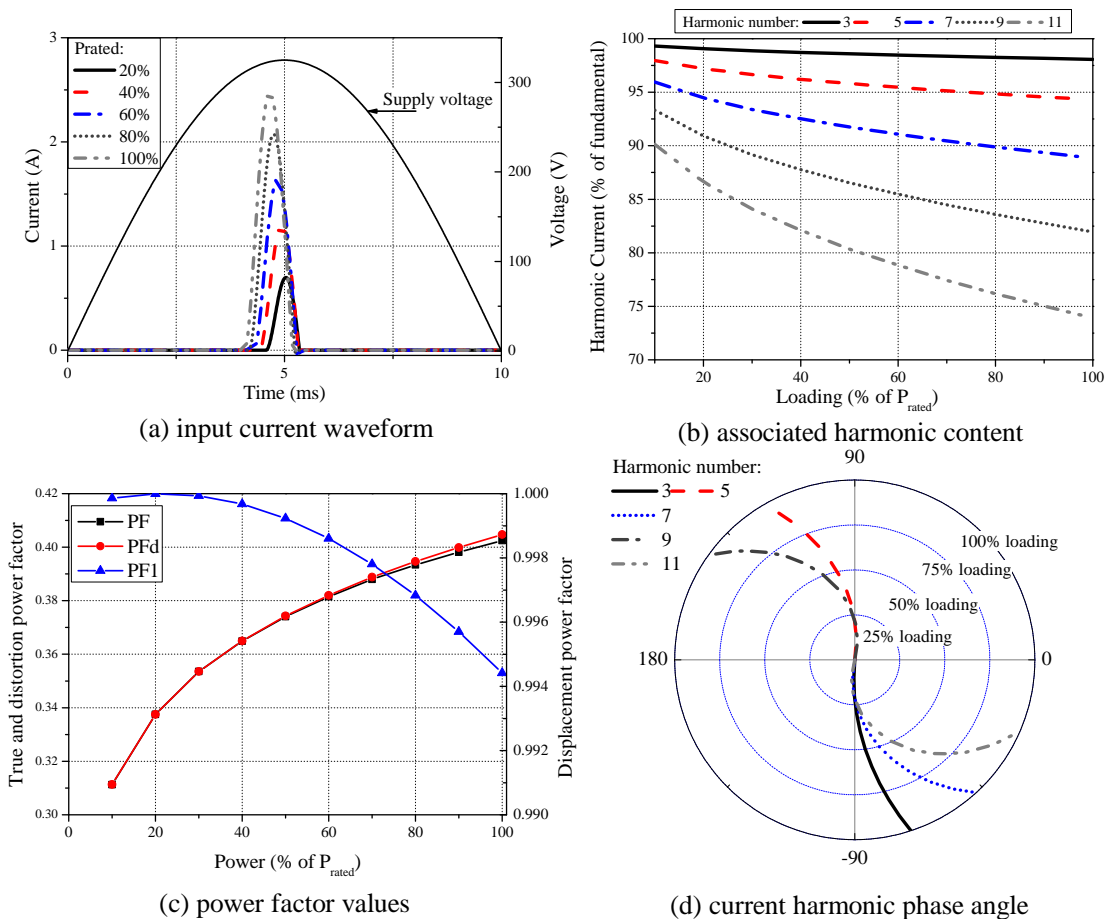 Prated:
20%
40%
60%
80%
100%
Supply voltage
3
2
1
0
Current (A)
300
200
100
0
Voltage (V)
0
5
10
Time (ms)
(a) input current waveform
Harmonic number: 3 5 7 9 11
100
95
90
85
80
75
70
Harmonic Current (% of fundamental)
20
40
60
80
100
Loading (% of Prated)
(b) associated harmonic content
PF
PFd
PF1
0.42
0.40
0.38
0.36
0.34
0.32
0.30
True and distortion power factor
1.000
0.998
0.996
0.994
0.992
0.990
Displacement power factor
0
20
40
60
80
100
Power (% of Prated)
(c) power factor values
Harmonic number:
3 5
7
9
11
90
100% loading
75% loading
50% loading
25% loading
180
0
-90
(d) current harmonic phase angle